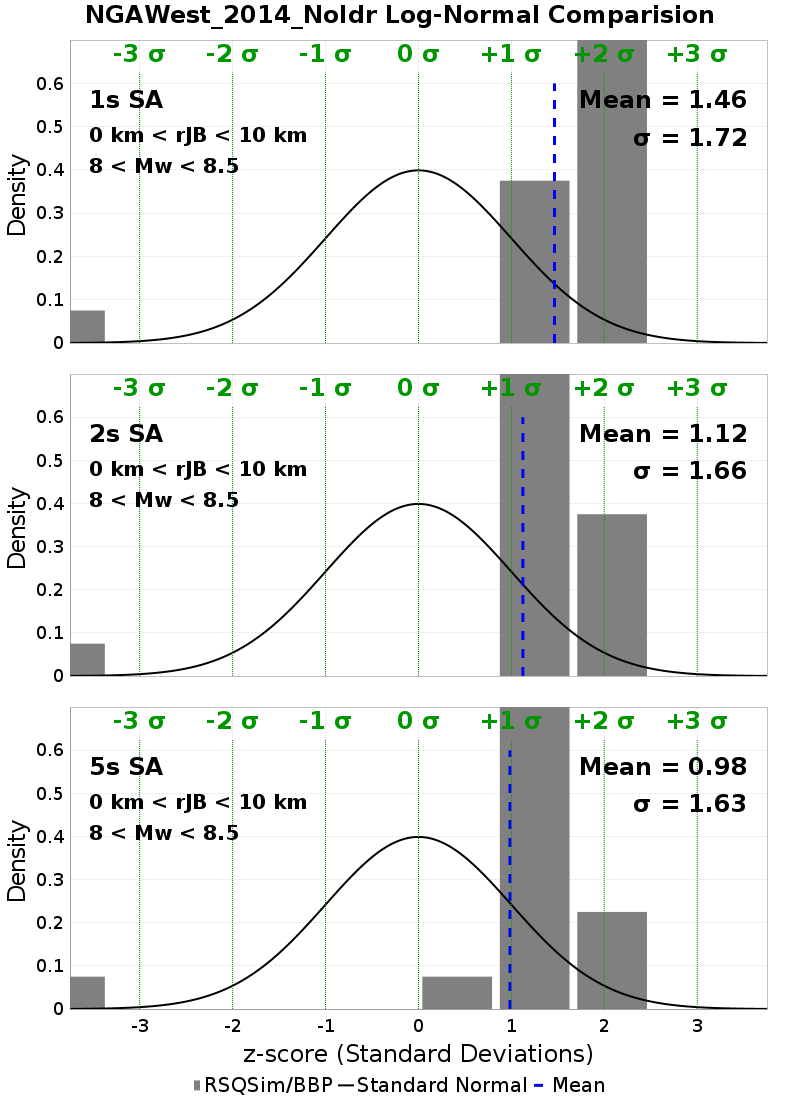 NGAWest_2014_NoIdr Log-Normal Comparision
-3 σ -2 σ -1 σ 0 σ +1 σ +2 σ +3 σ
1s SA
Mean = 1.46
0 km < rJB < 10 km
σ = 1.72
8 < Mw < 8.5
0.6
0.5
0.4
0.3
0.2
0.1
0
Density
-3 σ -2 σ -1 σ 0 σ +1 σ +2 σ +3 σ
2s SA
Mean = 1.12
0 km < rJB < 10 km
σ = 1.66
8 < Mw < 8.5
0.6
0.5
0.4
0.3
0.2
0.1
0
Density
-3 σ -2 σ -1 σ 0 σ +1 σ +2 σ +3 σ
5s SA
Mean = 0.98
0 km < rJB < 10 km
σ = 1.63
8 < Mw < 8.5
0.6
0.5
0.4
0.3
0.2
0.1
0
Density
-3 -2 -1 0 1 2 3
z-score (Standard Deviations)
RSQSim/BBP Standard Normal Mean